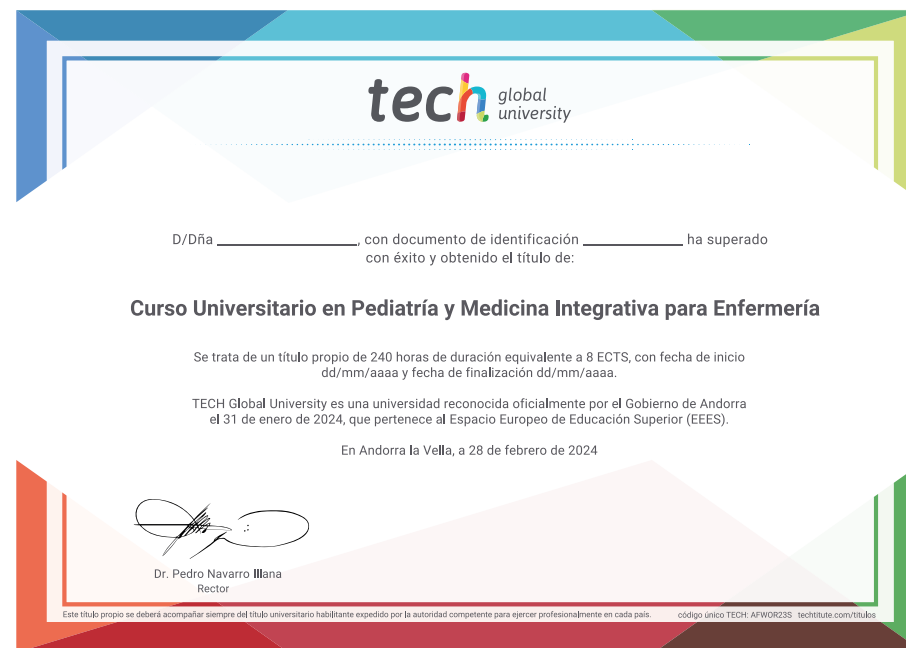 tech global
university
D/Dña ____________, con documento de identificación ____________ ha superado
con éxito y obtenido el título de:
Curso Universitario en Pediatría y Medicina Integrativa para Enfermería
Se trata de un título propio de 240 horas de duración equivalente a 8 ECTS, con fecha de inicio
dd/mm/aaaa y fecha de finalización dd/mm/aaaa.
TECH Global University es una universidad reconocida oficialmente por el Gobierno de Andorra
el 31 de enero de 2024, que pertenece al Espacio Europeo de Educación Superior (EEES).
En Andorra la Vella, a 28 de febrero de 2024
Dr. Pedro Navarro Illana
Rector
Este título propio se deberá acompañar siempre del título universitario habilitante expedido por la autoridad competente para ejercer profesionalmente en cada país. código único TECH: AFWOR23S techtitute.com/titulos